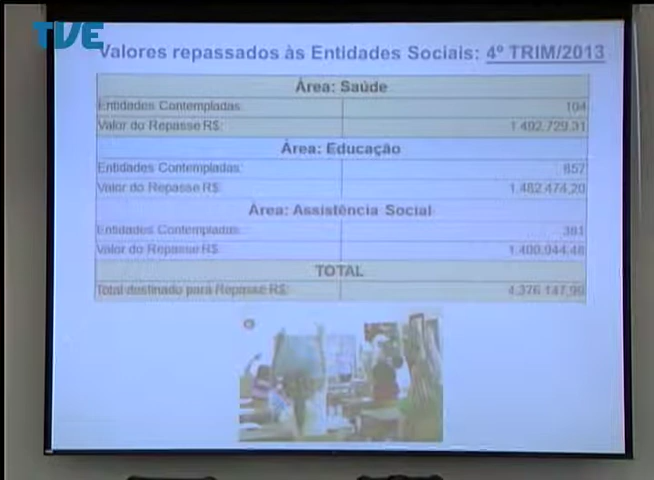 TVE
Valores repassados às Entidades Sociais: 4º TRIM/2013
Área: Saúde
Entidades Contempladas: 104
Valor do Repasse R$: 1.492.729,31
Área: Educação
Entidades Contempladas: 657
Valor do Repasse R$: 1.482.474,20
Área: Assistência Social
Entidades Contempladas: 381
Valor do Repasse R$: 1.400.944,48
TOTAL
Total destinado para Repasse R$: 4.376.147,99